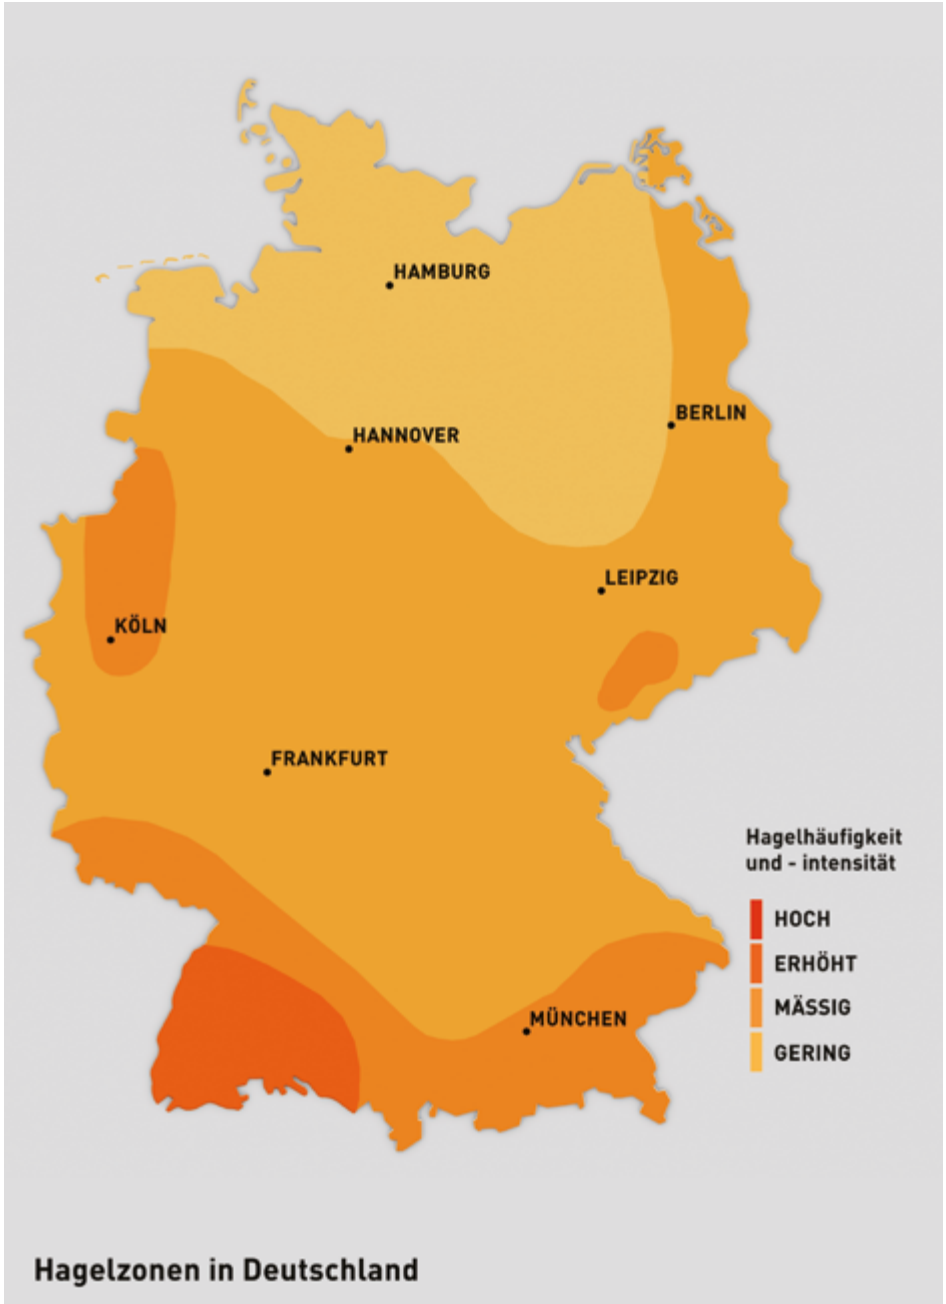 HAMBURG
BERLIN
HANNOVER
LEIPZIG
KÖLN
FRANKFURT
Hagelhäufigkeit
und - intensität
HOCH
ERHÖHT
MÄSSIG
MÜNCHEN
GERING
Hagelzonen in Deutschland